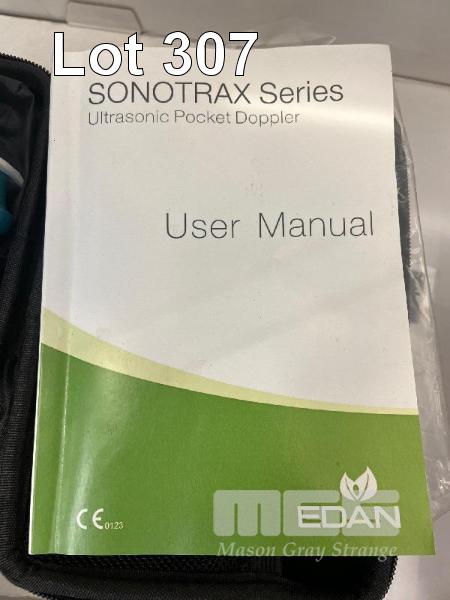 Lot 307
SONOTRAX Series
Ultrasonic Pocket Doppler
User Manual
CE 0123
EDAN
MGS
Mason Gray Strange